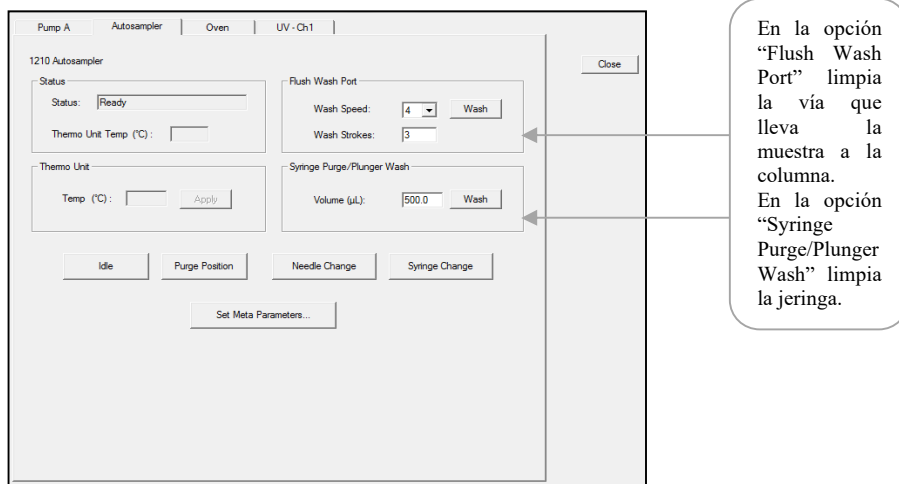 Pump A Autosampler Oven UV - Ch1
1210 Autosampler
Close
Status
Status: Ready
Thermo Unit Temp (°C) :
Flush Wash Port
Wash Speed: 4 Wash
Wash Strokes: 3
Thermo Unit
Temp (°C) : Apply
Syringe Purge/Plunger Wash
Volume (µL): 500.0 Wash
Idle Purge Position Needle Change Syringe Change
Set Meta Parameters...
En la opción
“Flush Wash
Port” limpia
la vía que
lleva la
muestra a la
columna.
En la opción
“Syringe
Purge/Plunger
Wash” limpia
la jeringa.